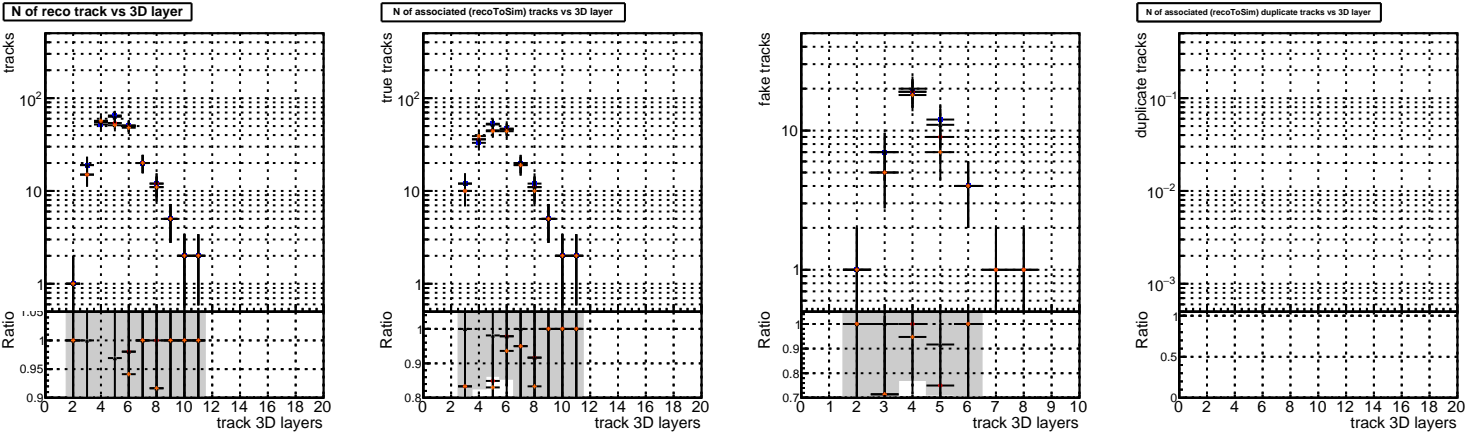 N of reco track vs 3D layer
tracks
10²
10
1
Ratio
1.05
1
0.95
0.9
0 2 4 6 8 10 12 14 16 18 20
track 3D layers
N of associated (recoToSim) tracks vs 3D layer
true tracks
10²
10
1
Ratio
1
0.9
0.8
0 2 4 6 8 10 12 14 16 18 20
track 3D layers
fake tracks
10
1
Ratio
1
0.9
0.8
0.7
0 1 2 3 4 5 6 7 8 9 10
track 3D layers
N of associated (recoToSim) duplicate tracks vs 3D layer
duplicate tracks
10⁻¹
10⁻²
10⁻³
Ratio
1
0.5
0
0 2 4 6 8 10 12 14 16 18 20
track 3D layers